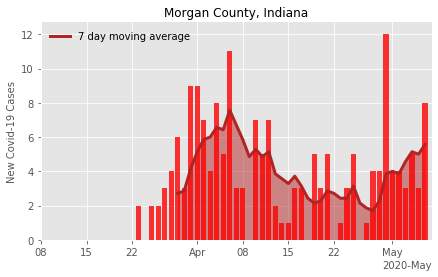 Morgan County, Indiana
7 day moving average
New Covid-19 Cases
12
10
8
6
4
2
0
08
15
22
Apr
08
15
22
May
2020-May